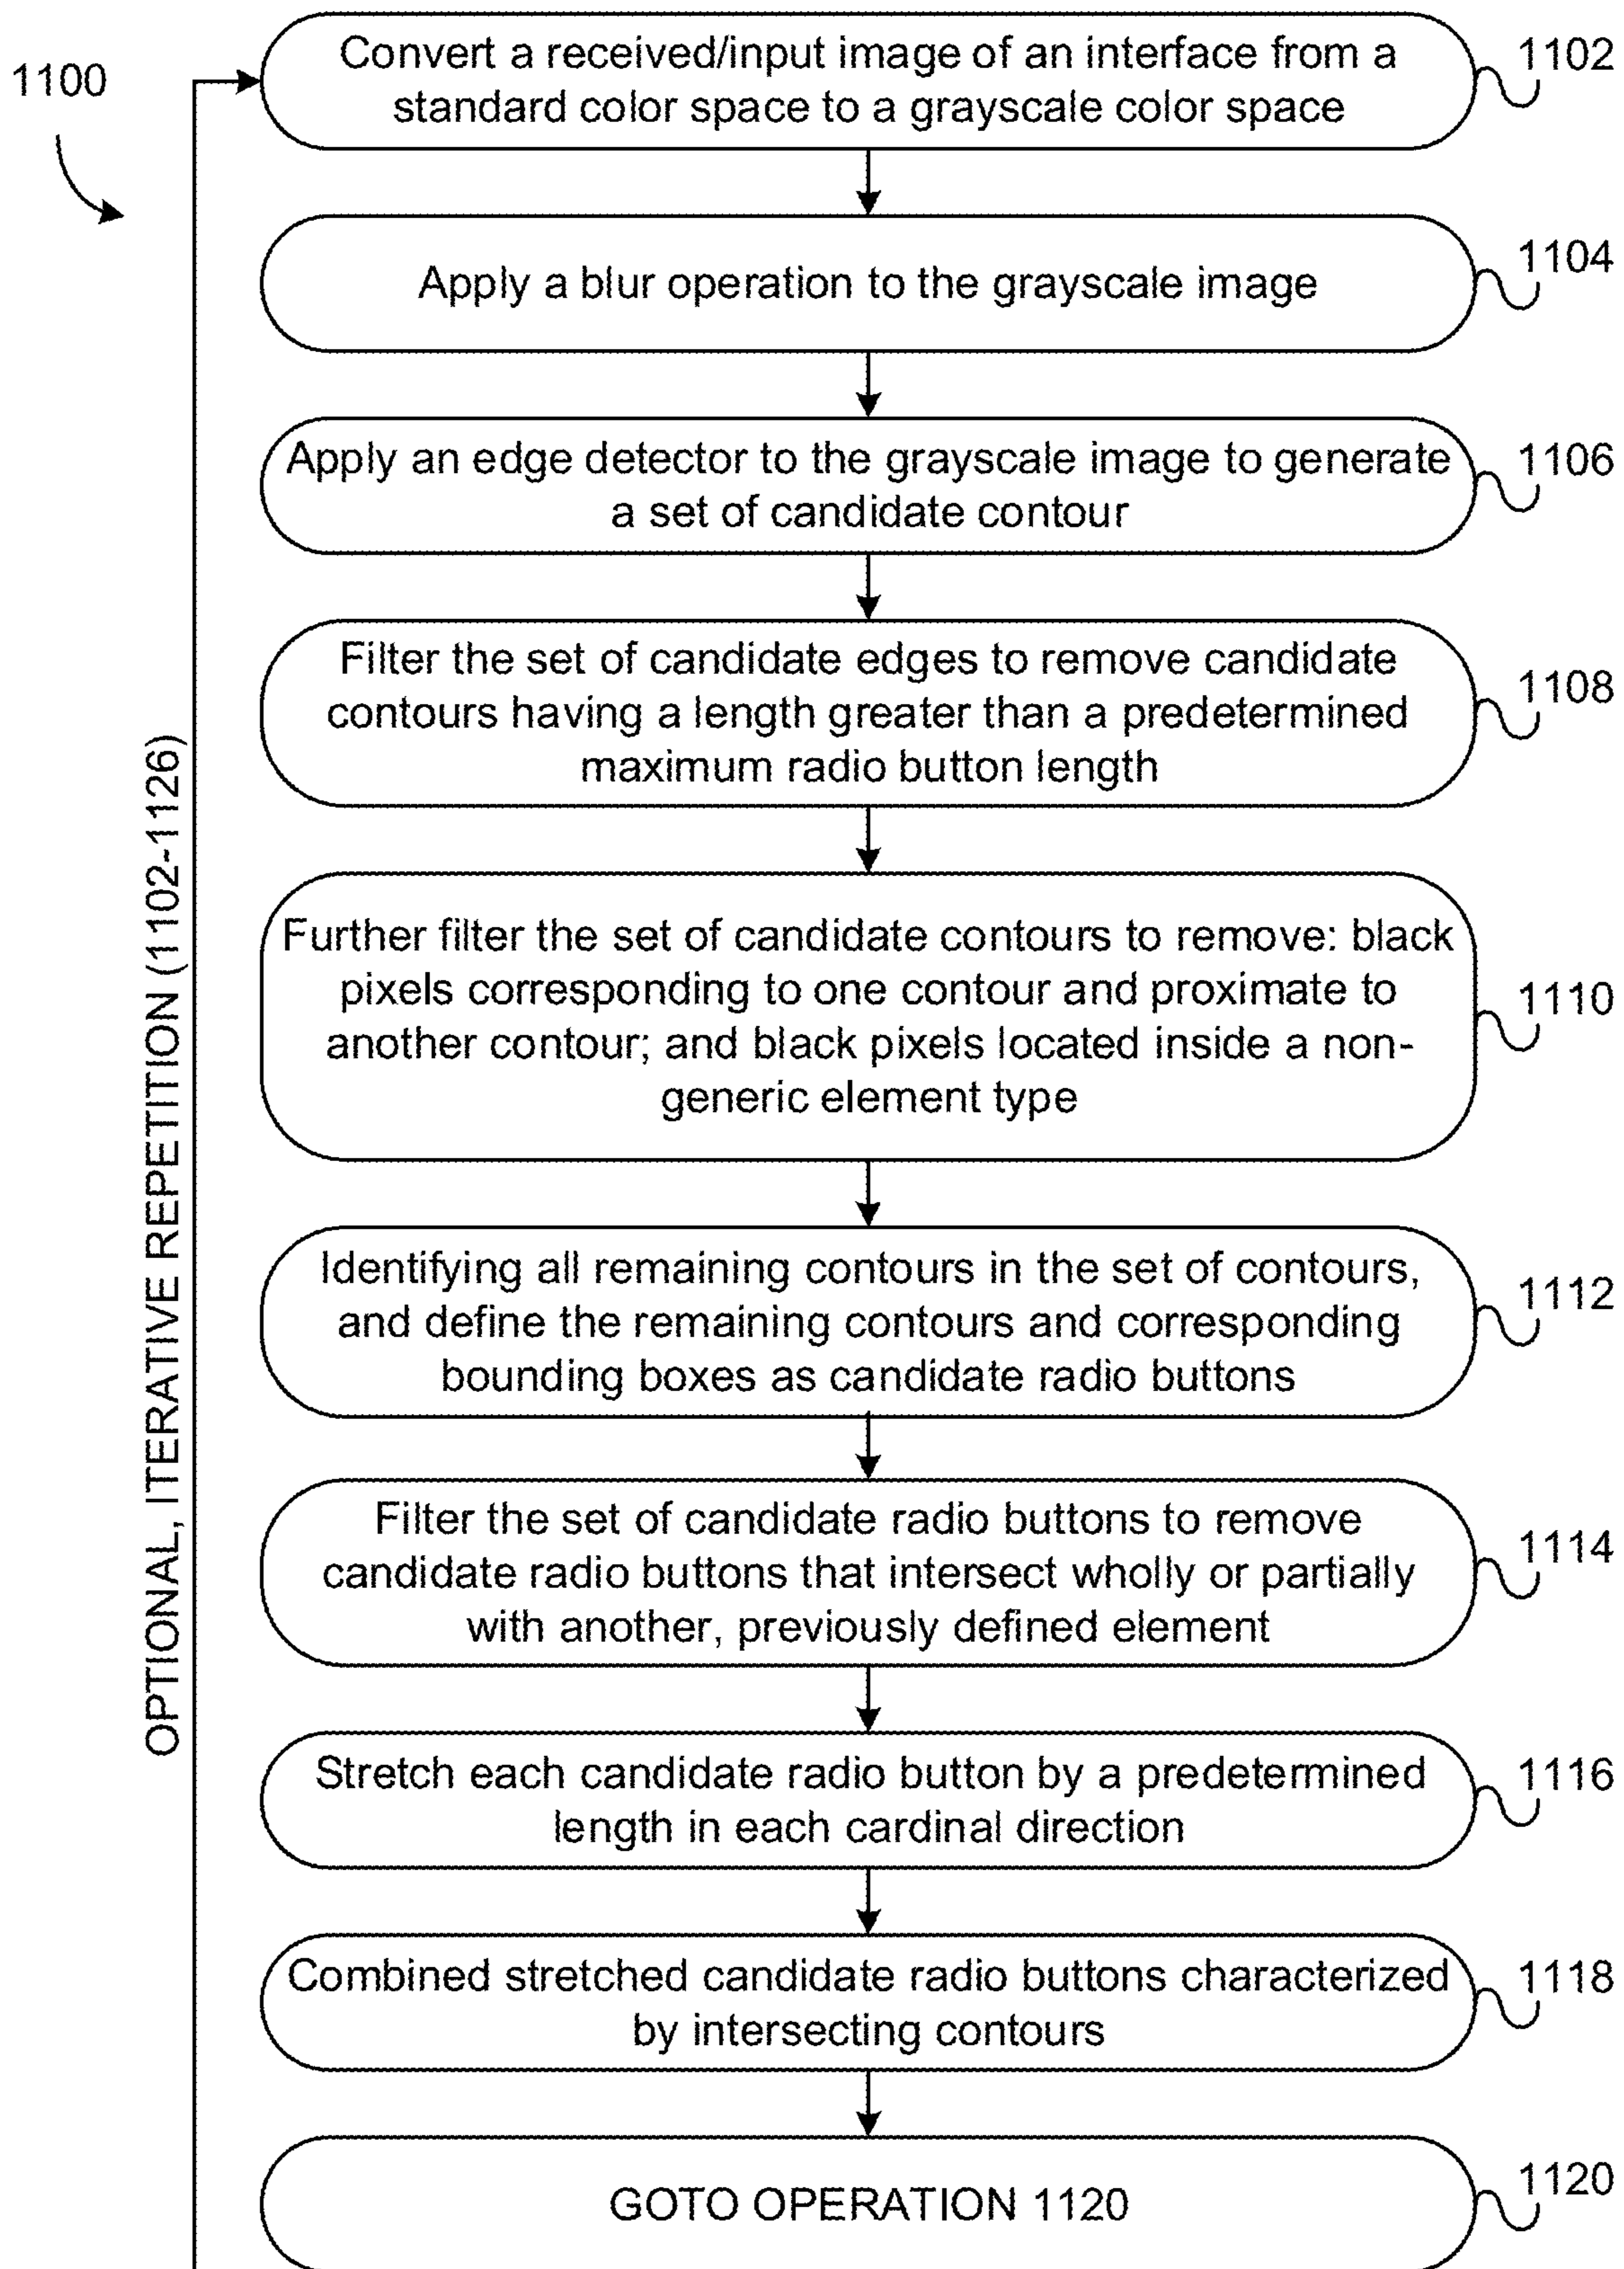 1100
Convert a received/input image of an interface from a
standard color space to a grayscale color space
1102
Apply a blur operation to the grayscale image
1104
Apply an edge detector to the grayscale image to generate
a set of candidate contour
1106
Filter the set of candidate edges to remove candidate
contours having a length greater than a predetermined
maximum radio button length
1108
Further filter the set of candidate contours to remove: black
pixels corresponding to one contour and proximate to
another contour; and black pixels located inside a non-
generic element type
1110
Identifying all remaining contours in the set of contours,
and define the remaining contours and corresponding
bounding boxes as candidate radio buttons
1112
Filter the set of candidate radio buttons to remove
candidate radio buttons that intersect wholly or partially
with another, previously defined element
1114
Stretch each candidate radio button by a predetermined
length in each cardinal direction
1116
Combined stretched candidate radio buttons characterized
by intersecting contours
1118
GOTO OPERATION 1120
1120
OPTIONAL, ITERATIVE REPETITION (1102-1126)